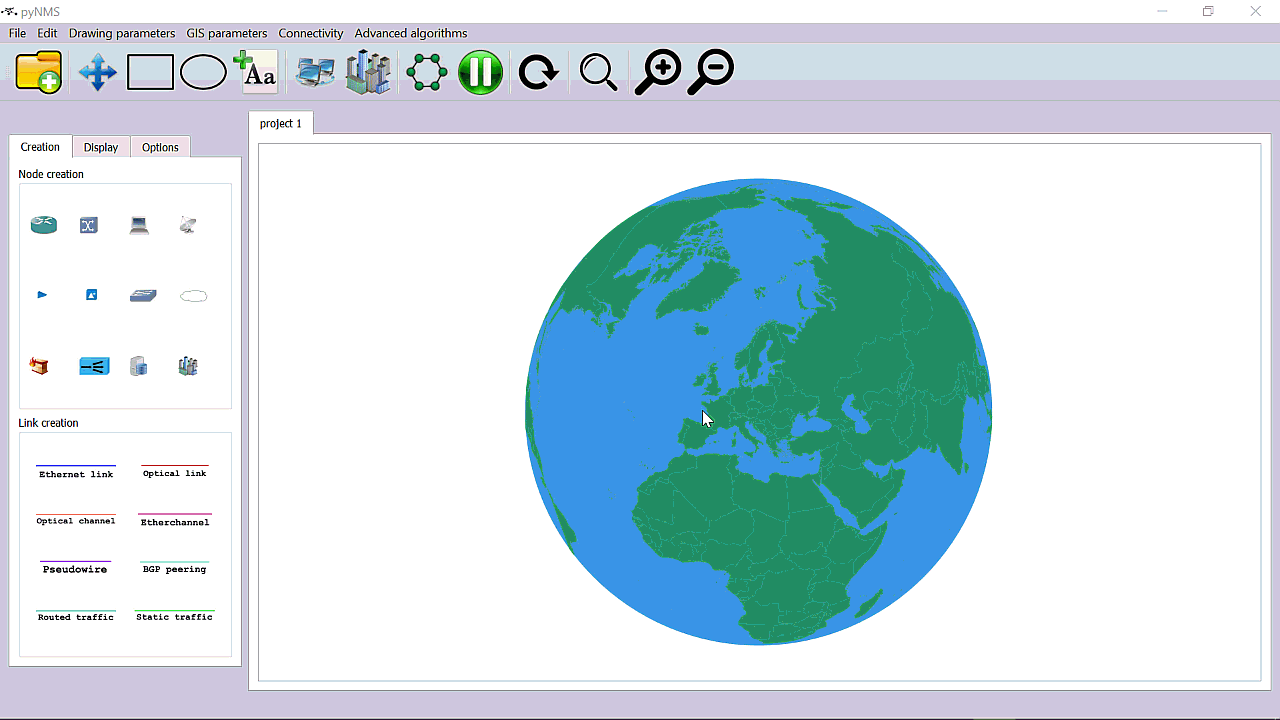 pyNMS
File Edit Drawing parameters GIS parameters Connectivity Advanced algorithms
Aa
project 1
Creation Display Options
Node creation
Link creation
Ethernet link Optical link
Optical channel Etherchannel
Pseudowire BGP peering
Routed traffic Static traffic